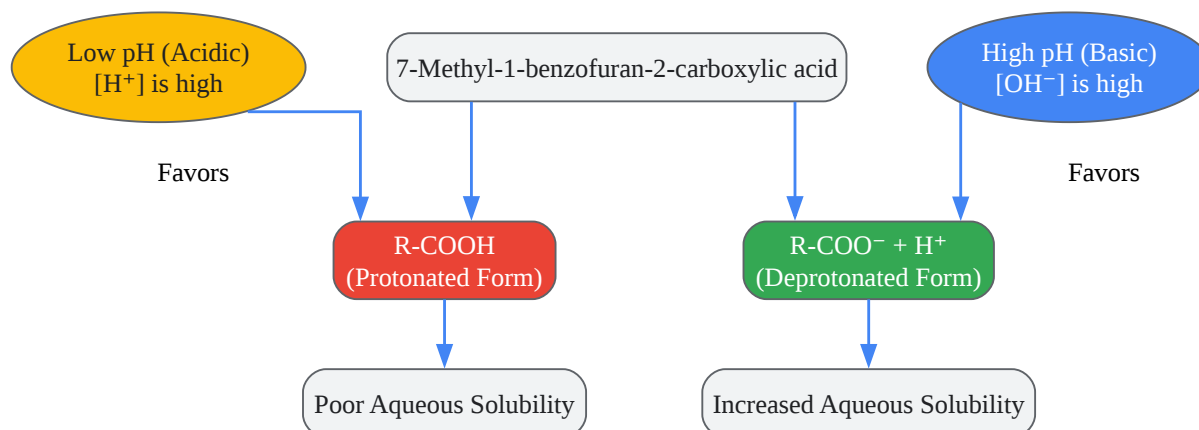 Low pH (Acidic)
[H⁺] is high
7-Methyl-1-benzofuran-2-carboxylic acid
High pH (Basic)
[OH⁻] is high
Favors
Favors
R-COOH
(Protonated Form)
R-COO⁻ + H⁺
(Deprotonated Form)
Poor Aqueous Solubility
Increased Aqueous Solubility